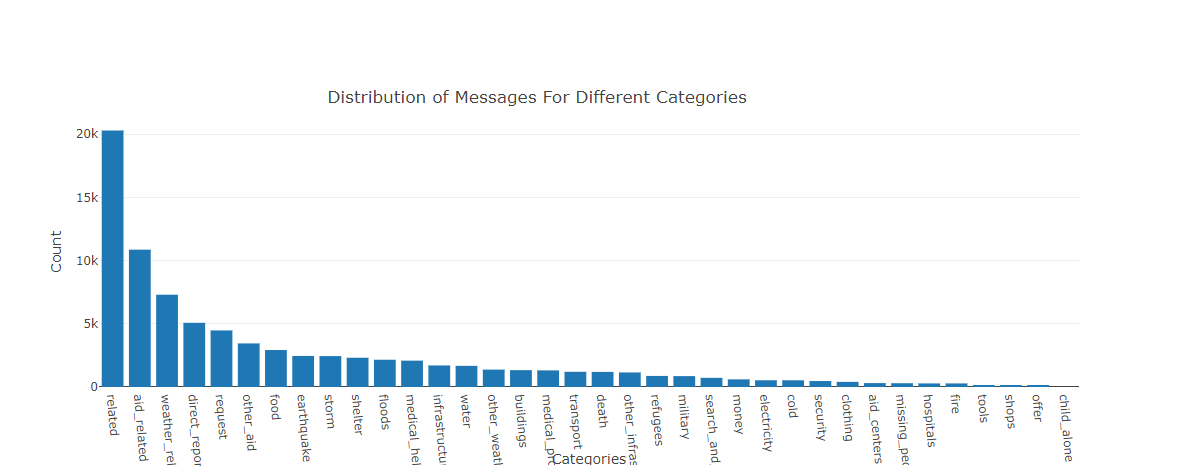 Distribution of Messages For Different Categories
20k
15k
10k
5k
0
Count
related
aid_related
weather_rel
direct_repor
request
other_aid
food
earthquake
storm
shelter
floods
medical_hel
infrastructu
water
other_weath
buildings
medical_pro
transport
death
other_infras
refugees
military
search_and_
money
electricity
cold
security
clothing
aid_centers
missing_peo
hospitals
fire
tools
shops
offer
child_alone
Categories